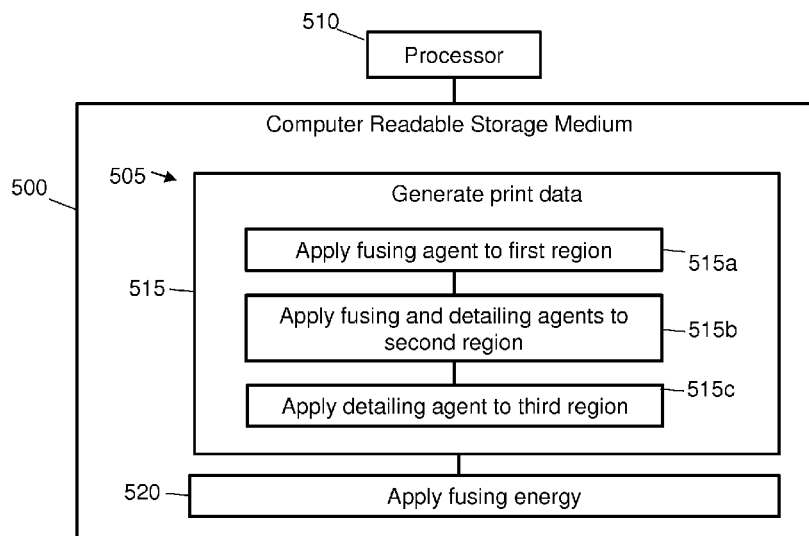 510
Processor
Computer Readable Storage Medium
500
505
Generate print data
Apply fusing agent to first region
515a
515
Apply fusing and detailing agents to
second region
515b
515c
Apply detailing agent to third region
520
Apply fusing energy